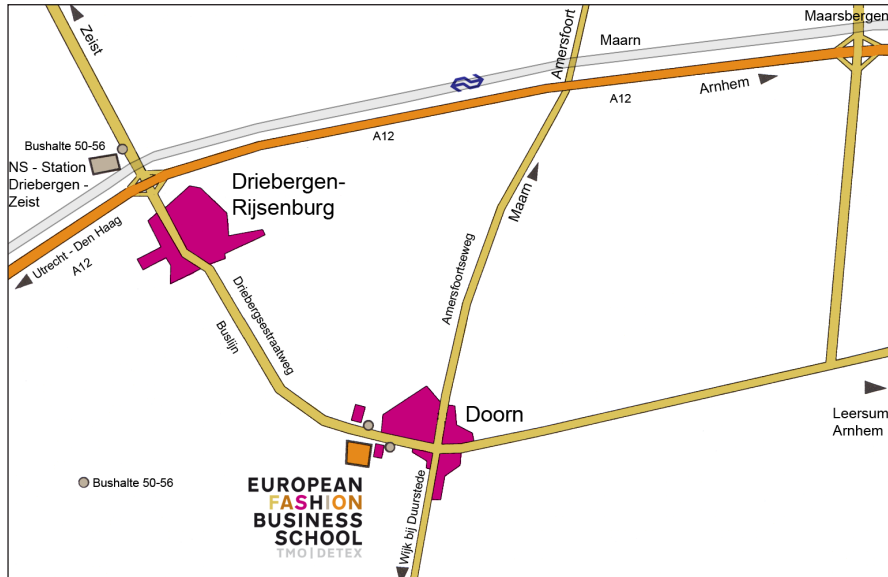 Zeist
Amersfoort
Maarn
Maarsbergen
Arnhem
A12
A12
Bushalte 50-56
NS - Station
Driebergen -
Zeist
Driebergen-
Rijsenburg
Maarn
Utrecht - Den Haag
A12
Amersfoortseweg
Driebergsestraatweg
Buslijn
Doorn
Leersum
Arnhem
Bushalte 50-56
EUROPEAN
FASHION
BUSINESS
SCHOOL
TMO|DETEX
Wijk bij Duurstede